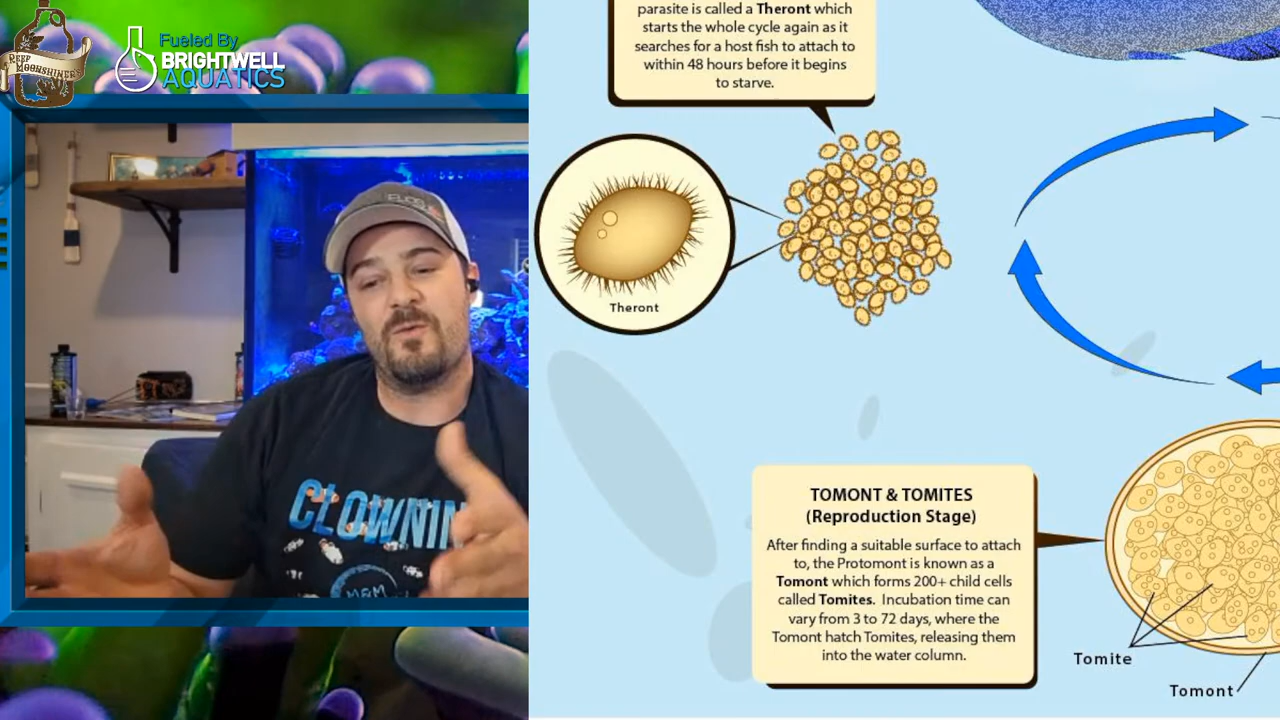 REEF
MOONSHINER'S
Fueled By
BRIGHTWELL
AQUATICS
parasite is called a Theront which
starts the whole cycle again as it
searches for a host fish to attach to
within 48 hours before it begins
to starve.
Theront
CLOWNIN
M&M
TOMONT & TOMITES
(Reproduction Stage)
After finding a suitable surface to attach
to, the Protomont is known as a
Tomont which forms 200+ child cells
called Tomites. Incubation time can
vary from 3 to 72 days, where the
Tomont hatch Tomites, releasing them
into the water column.
Tomite
Tomont